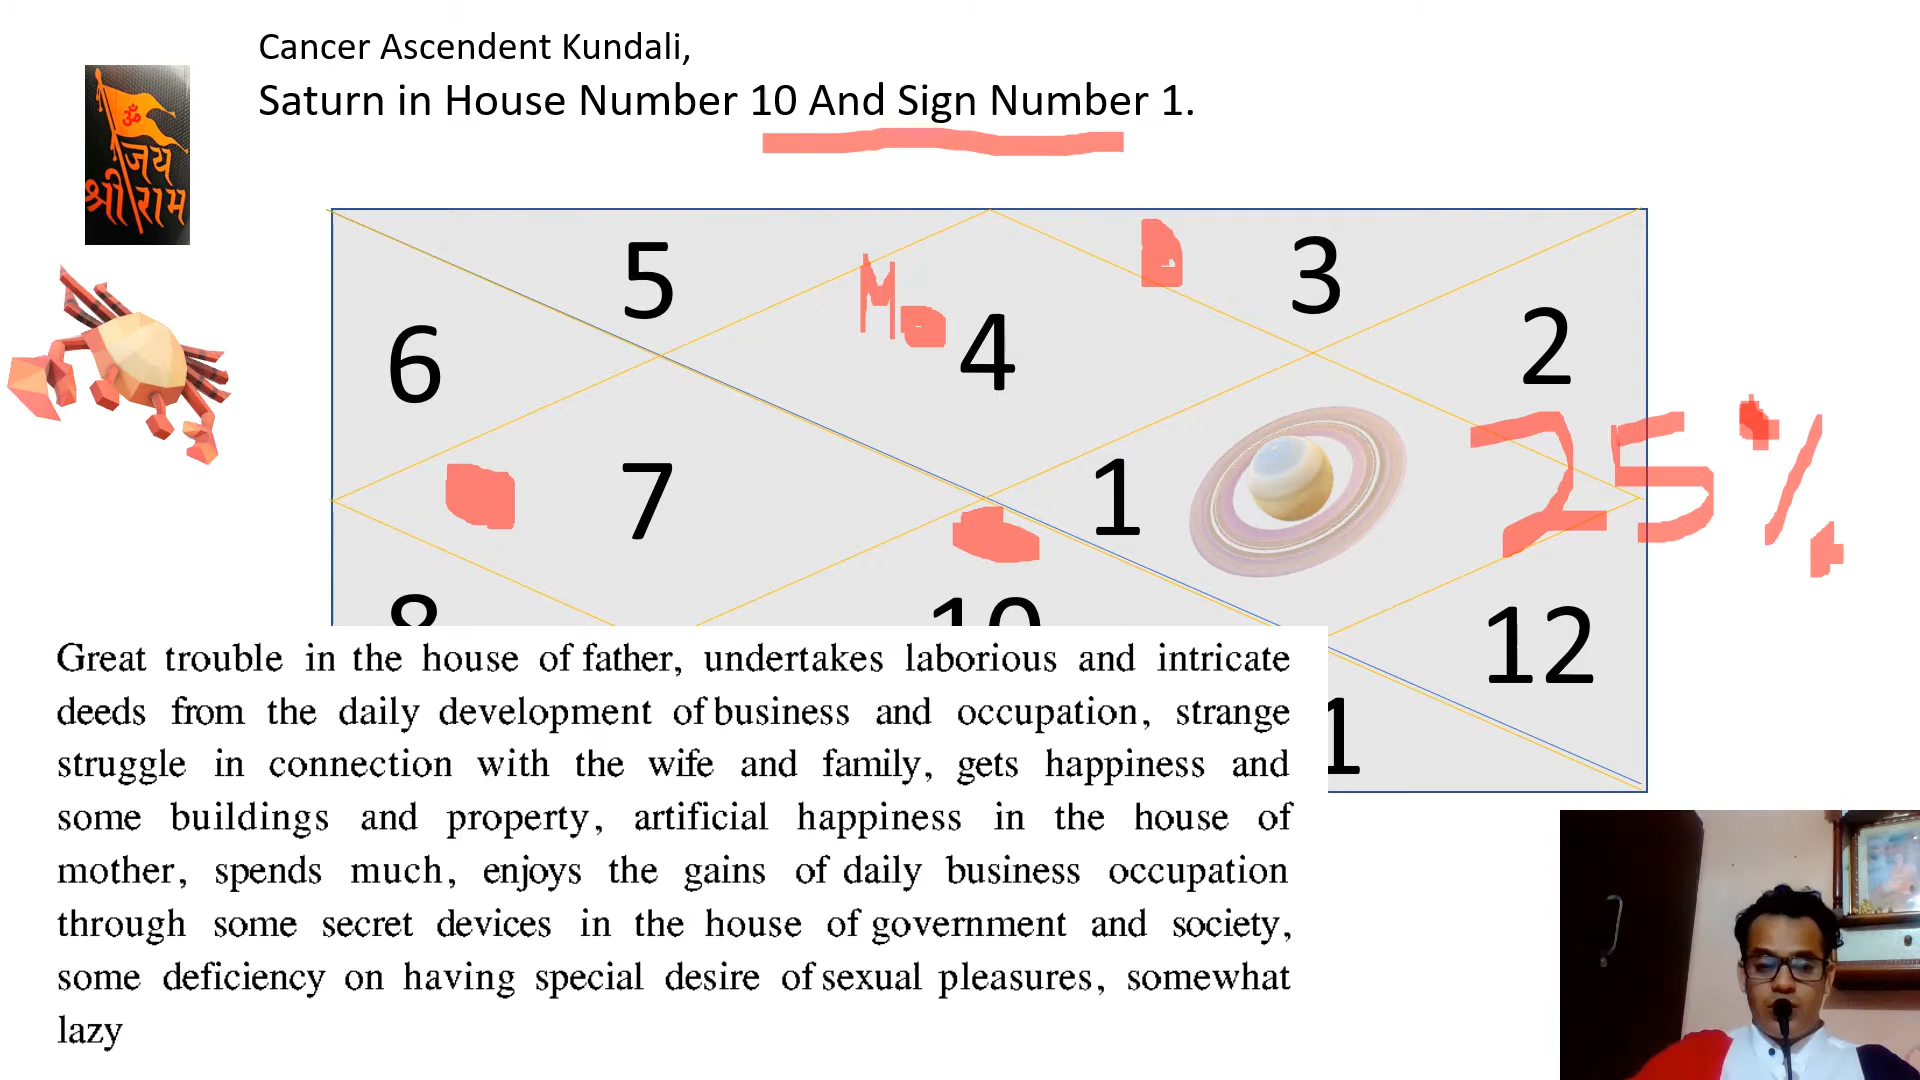 Cancer Ascendent Kundali,
Saturn in House Number 10 And Sign Number 1.
ॐ
जय
श्री राम
5
3
M
4
2
6
25%
7
1
8
10
12
1
Great trouble in the house of father, undertakes laborious and intricate
deeds from the daily development of business and occupation, strange
struggle in connection with the wife and family, gets happiness and
some buildings and property, artificial happiness in the house of
mother, spends much, enjoys the gains of daily business occupation
through some secret devices in the house of government and society,
some deficiency on having special desire of sexual pleasures, somewhat
lazy